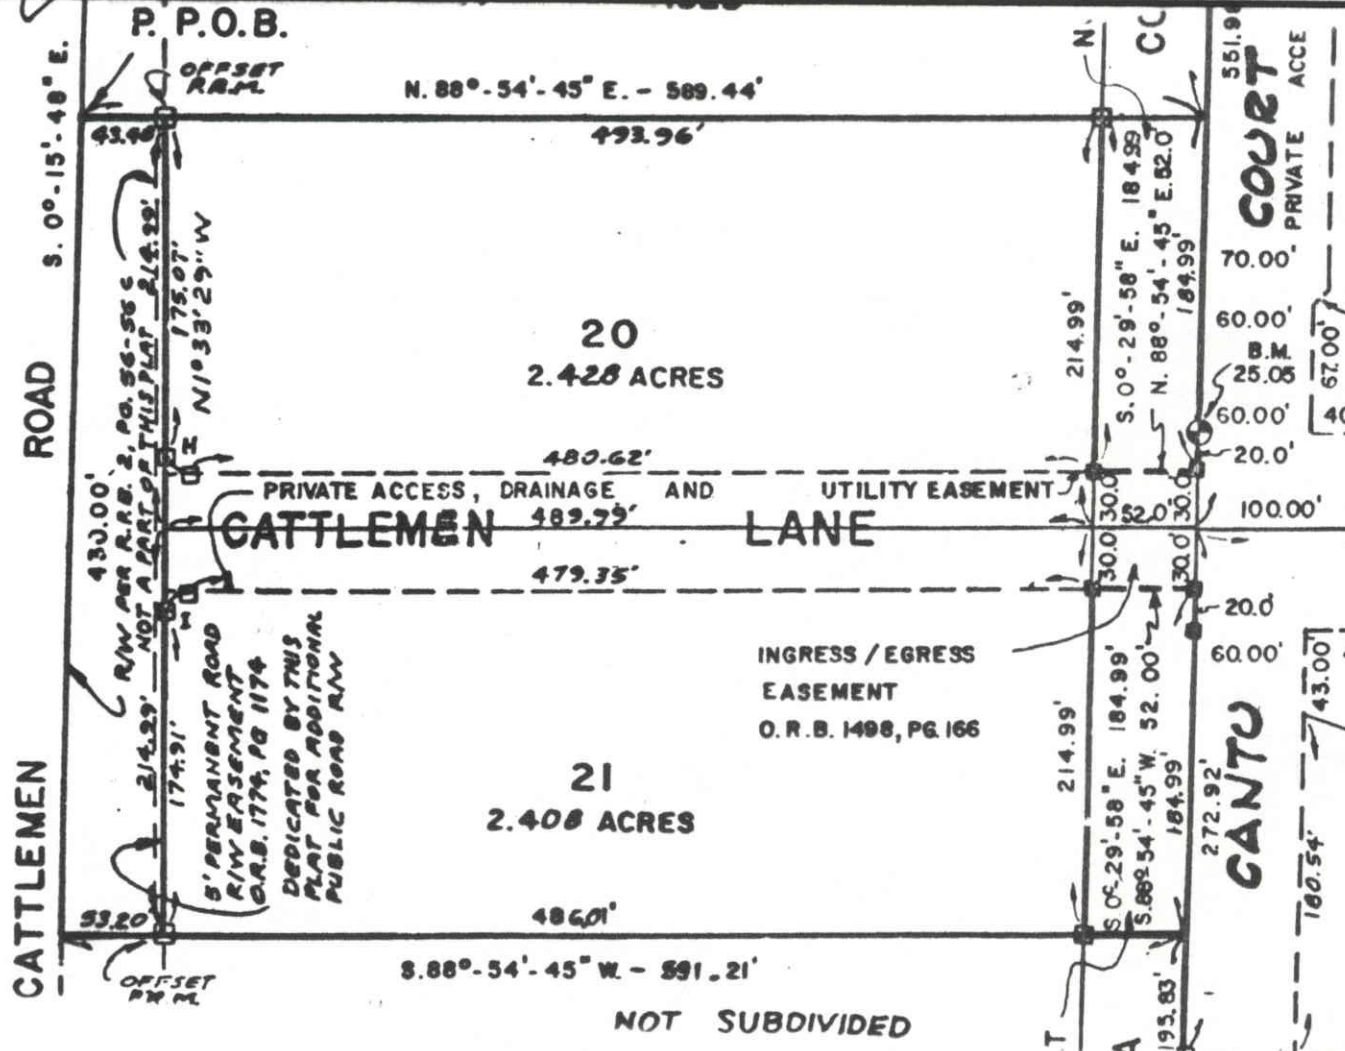 P. P.O.B.
OFFSET
P.R.M.
N. 88°-54'-45" E. - 589.44'
43.48'
493.96'
S. 0°-15'-48" E.
ROAD
CATTLEMEN
430.00'
R/W PER R.R.B. 2, PG. 56-56C
NOT A PART OF THIS PLAT
214.29'
175.07'
N1°33'29"W
20
2.428 ACRES
214.99'
S. 0°-29'-58" E. 184.99
N. 88°-54'-45" E. 52.0'
184.99'
551.9
COURT
PRIVATE ACCE
70.00'
60.00'
B.M.
25.05
60.00'
20.0'
67.00'
H
480.62'
PRIVATE ACCESS, DRAINAGE AND UTILITY EASEMENT
CATTLEMEN LANE
489.79'
30.0' 30.0'
52.0'
100.00'
30.0' 30.0'
479.35'
I
20.0
60.00'
43.00'
INGRESS / EGRESS
EASEMENT
O.R.B. 1498, PG. 166
214.29'
174.91'
5' PERMANENT ROAD
R/W EASEMENT
O.R.B. 1774, PG 1174
DEDICATED BY THIS
PLAT FOR ADDITIONAL
PUBLIC ROAD R/W
21
2.408 ACRES
214.99'
S. 0°-29'-58" E. 184.99'
S. 88°-54'-45" W. 52.00'
184.99'
272.92'
CANTU
180.54'
53.20'
486.01'
OFFSET
P.R.M.
S. 88°-54'-45" W. - 591.21'
NOT SUBDIVIDED
195.83'